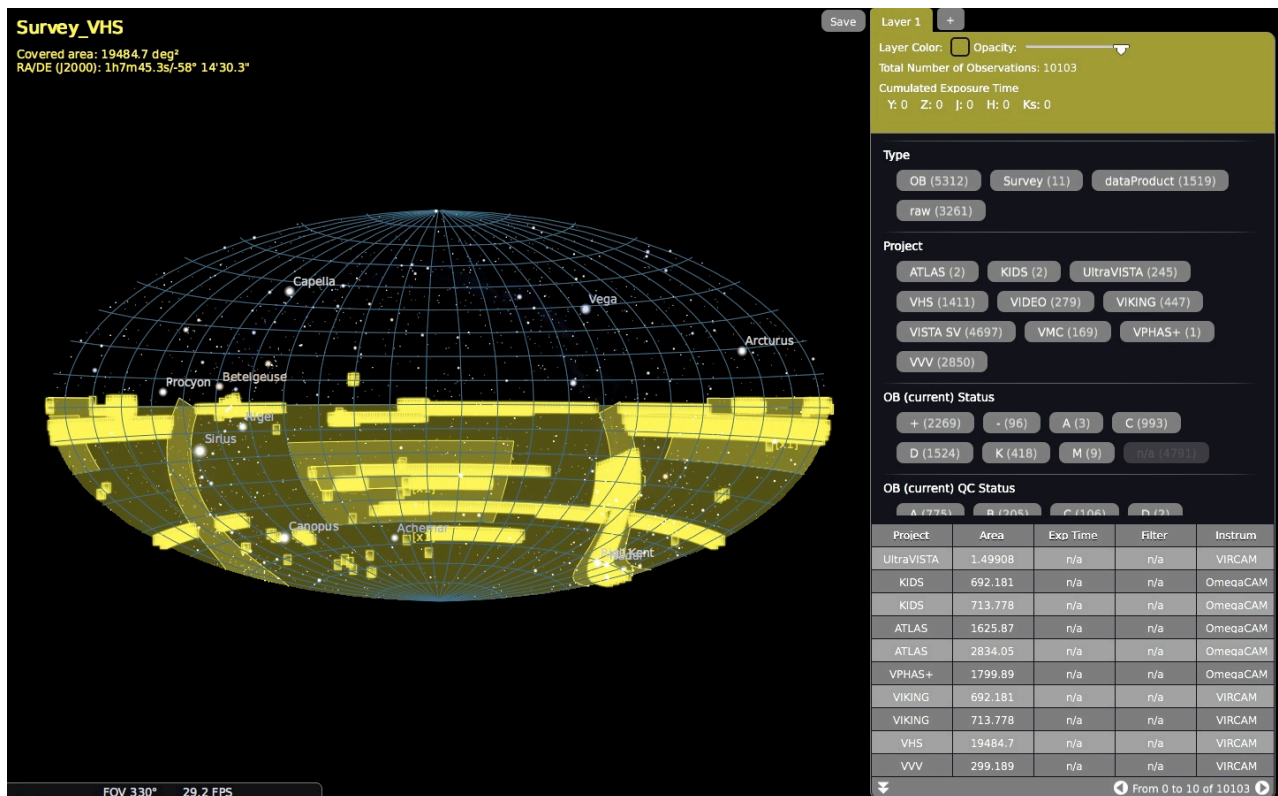 Survey_VHS
Covered area: 19484.7 deg²
RA/DE (J2000): 1h7m45.3s/-58° 14'30.3"
Save
Capella
Vega
Arcturus
Procyon
Betelgeuse
Rigel
Sirius
Canopus
Achernar
Kent
FOV 330° 29.2 FPS
Layer 1 +
Layer Color: Opacity:
Total Number of Observations: 10103
Cumulated Exposure Time
Y: 0 Z: 0 J: 0 H: 0 Ks: 0
Type
OB (5312) Survey (11) dataProduct (1519)
raw (3261)
Project
ATLAS (2) KIDS (2) UltraVISTA (245)
VHS (1411) VIDEO (279) VIKING (447)
VISTA SV (4697) VMC (169) VPHAS+ (1)
VVV (2850)
OB (current) Status
+ (2269) - (96) A (3) C (993)
D (1524) K (418) M (9) n/a (4791)
OB (current) QC Status
A (775) B (205) C (106) D (2)
Project Area Exp Time Filter Instrum
UltraVISTA 1.49908 n/a n/a VIRCAM
KIDS 692.181 n/a n/a OmegaCAM
KIDS 713.778 n/a n/a OmegaCAM
ATLAS 1625.87 n/a n/a OmegaCAM
ATLAS 2834.05 n/a n/a OmegaCAM
VPHAS+ 1799.89 n/a n/a OmegaCAM
VIKING 692.181 n/a n/a VIRCAM
VIKING 713.778 n/a n/a VIRCAM
VHS 19484.7 n/a n/a VIRCAM
VVV 299.189 n/a n/a VIRCAM
From 0 to 10 of 10103